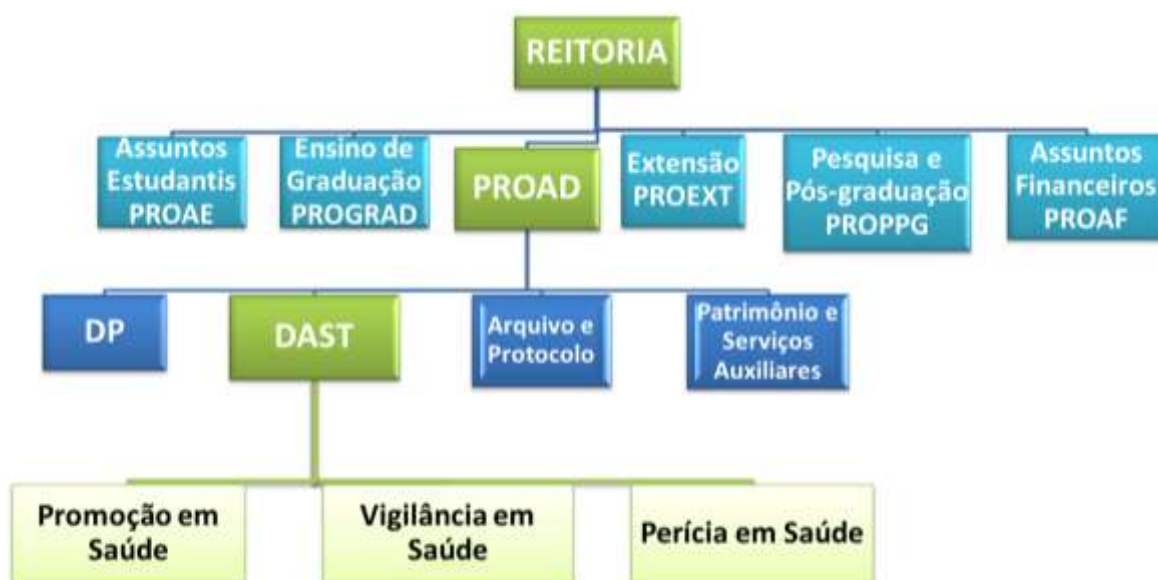 REITORIA
Assuntos
Estudantis
PROAE
Ensino de
Graduação
PROGRAD
PROAD
Extensão
PROEXT
Pesquisa e
Pós-graduação
PROPPG
Assuntos
Financeiros
PROAF
DP
DAST
Arquivo e
Protocolo
Patrimônio e
Serviços
Auxiliares
Promoção em
Saúde
Vigilância em
Saúde
Perícia em Saúde